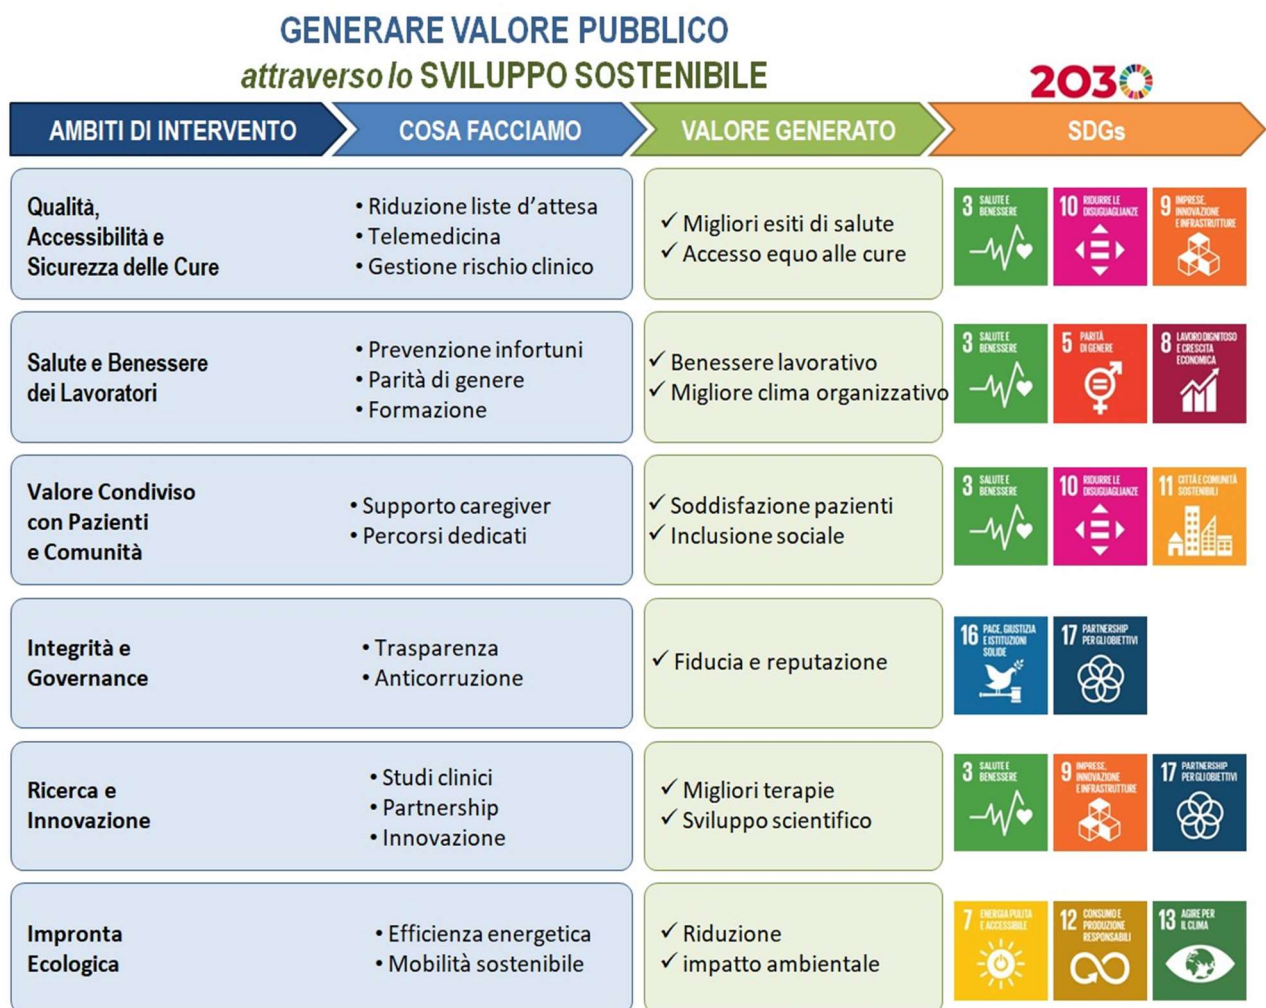 GENERARE VALORE PUBBLICO
attraverso lo SVILUPPO SOSTENIBILE
2030
AMBITI DI INTERVENTO
COSA FACCIAMO
VALORE GENERATO
SDGs
Qualità,
Accessibilità e
Sicurezza delle Cure
• Riduzione liste d'attesa
• Telemedicina
• Gestione rischio clinico
✓ Migliori esiti di salute
✓ Accesso equo alle cure
3 SALUTE E
BENESSERE
10 RIDURRE LE
DISUGUAGLIANZE
9 IMPRESE,
INNOVAZIONE
E INFRASTRUTTURE
Salute e Benessere
dei Lavoratori
• Prevenzione infortuni
• Parità di genere
• Formazione
✓ Benessere lavorativo
✓ Migliore clima organizzativo
3 SALUTE E
BENESSERE
5 PARITÀ
DI GENERE
8 LAVORO DIGNITOSO
E CRESCITA
ECONOMICA
Valore Condiviso
con Pazienti
e Comunità
• Supporto caregiver
• Percorsi dedicati
✓ Soddisfazione pazienti
✓ Inclusione sociale
3 SALUTE E
BENESSERE
10 RIDURRE LE
DISUGUAGLIANZE
11 CITTÀ E COMUNITÀ
SOSTENIBILI
Integrità e
Governance
• Trasparenza
• Anticorruzione
✓ Fiducia e reputazione
16 PACE, GIUSTIZIA
E ISTITUZIONI
SOLIDE
17 PARTNERSHIP
PER GLI OBIETTIVI
Ricerca e
Innovazione
• Studi clinici
• Partnership
• Innovazione
✓ Migliori terapie
✓ Sviluppo scientifico
3 SALUTE E
BENESSERE
9 IMPRESE,
INNOVAZIONE
E INFRASTRUTTURE
17 PARTNERSHIP
PER GLI OBIETTIVI
Impronta
Ecologica
• Efficienza energetica
• Mobilità sostenibile
✓ Riduzione
✓ impatto ambientale
7 ENERGIA PULITA
E ACCESSIBILE
12 CONSUMO E
PRODUZIONE
RESPONSABILI
13 AGIRE PER
IL CLIMA